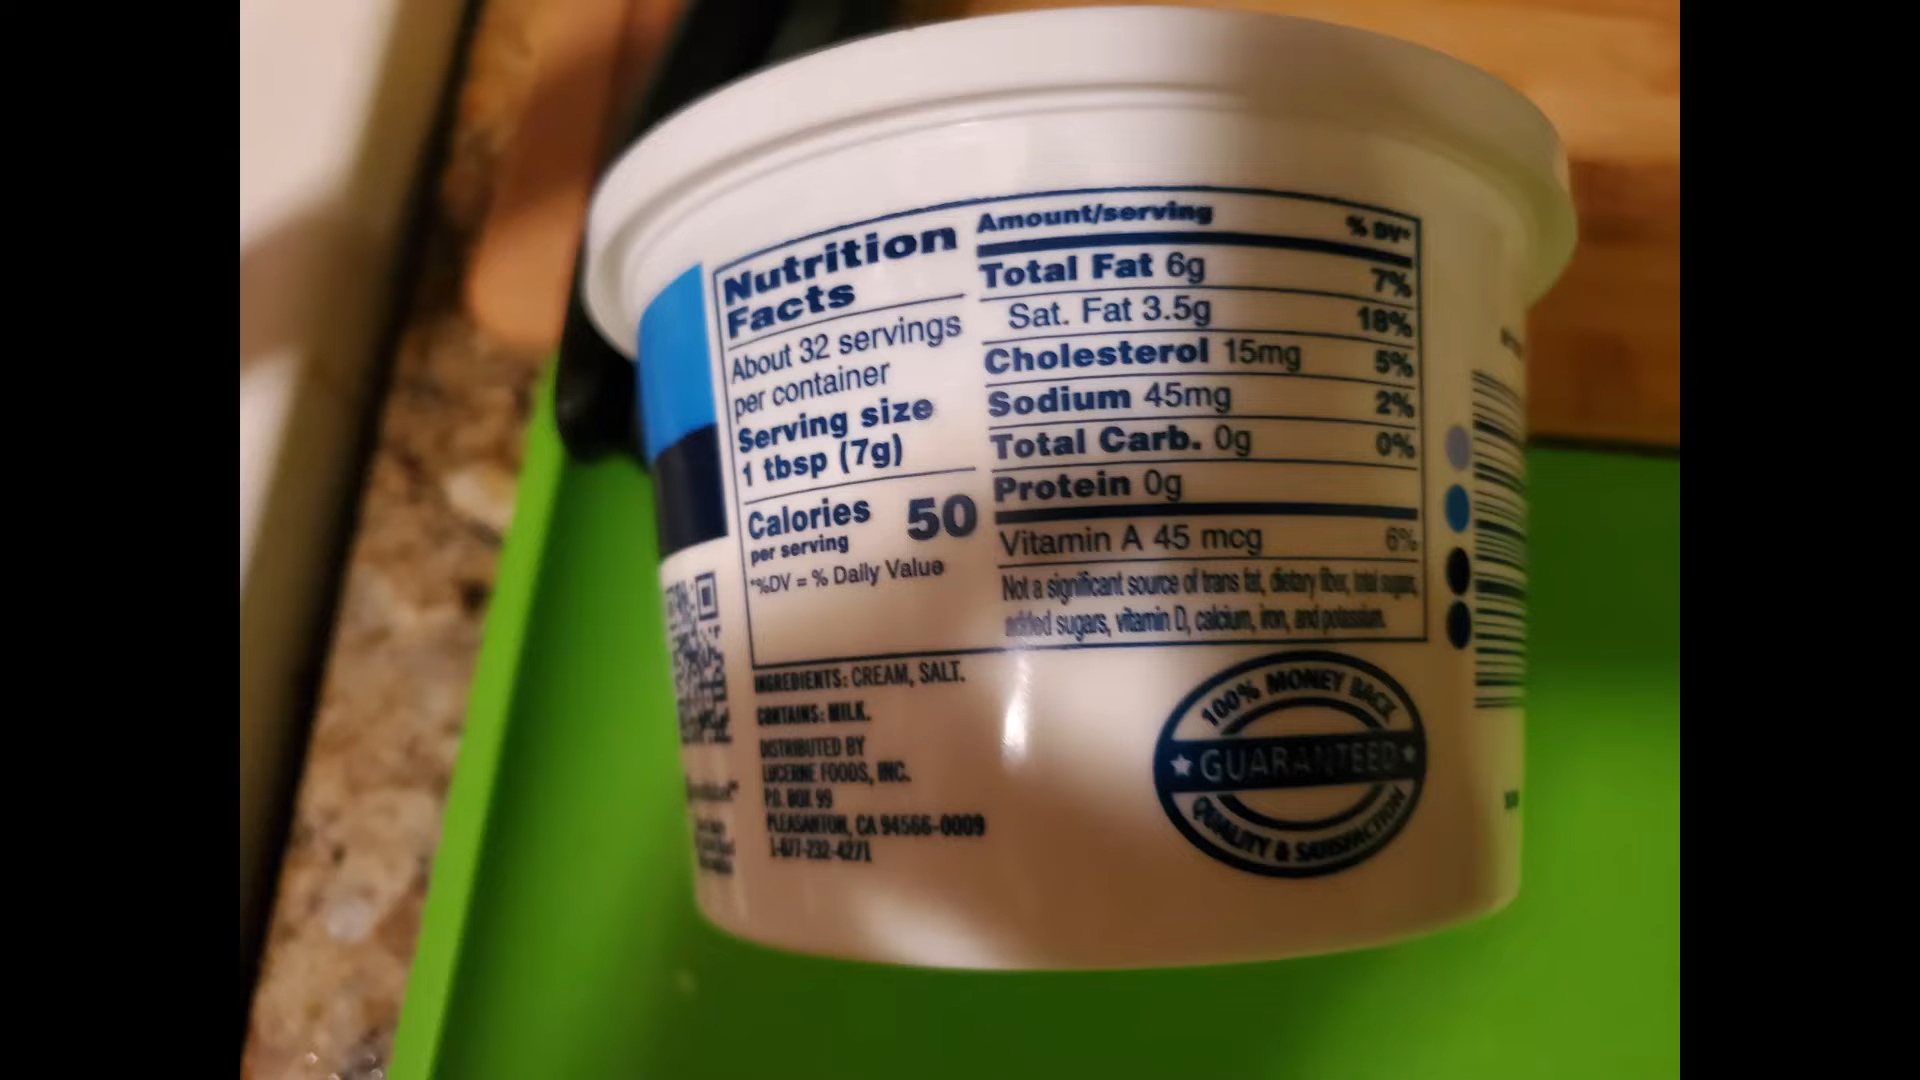 Nutrition
Facts
About 32 servings
per container
Serving size
1 tbsp (7g)
Calories 50
per serving
*%DV = % Daily Value
Amount/serving % DV*
Total Fat 6g 7%
Sat. Fat 3.5g 18%
Cholesterol 15mg 5%
Sodium 45mg 2%
Total Carb. 0g 0%
Protein 0g
Vitamin A 45 mcg 6%
Not a significant source of trans fat, dietary fiber, total sugars,
added sugars, vitamin D, calcium, iron, and potassium.
INGREDIENTS: CREAM, SALT.
CONTAINS: MILK.
DISTRIBUTED BY
LUCERNE FOODS, INC.
P.O. BOX 99
PLEASANTON, CA 94566-0009
1-877-232-4271
100% MONEY BACK
GUARANTEED
QUALITY & SATISFACTION